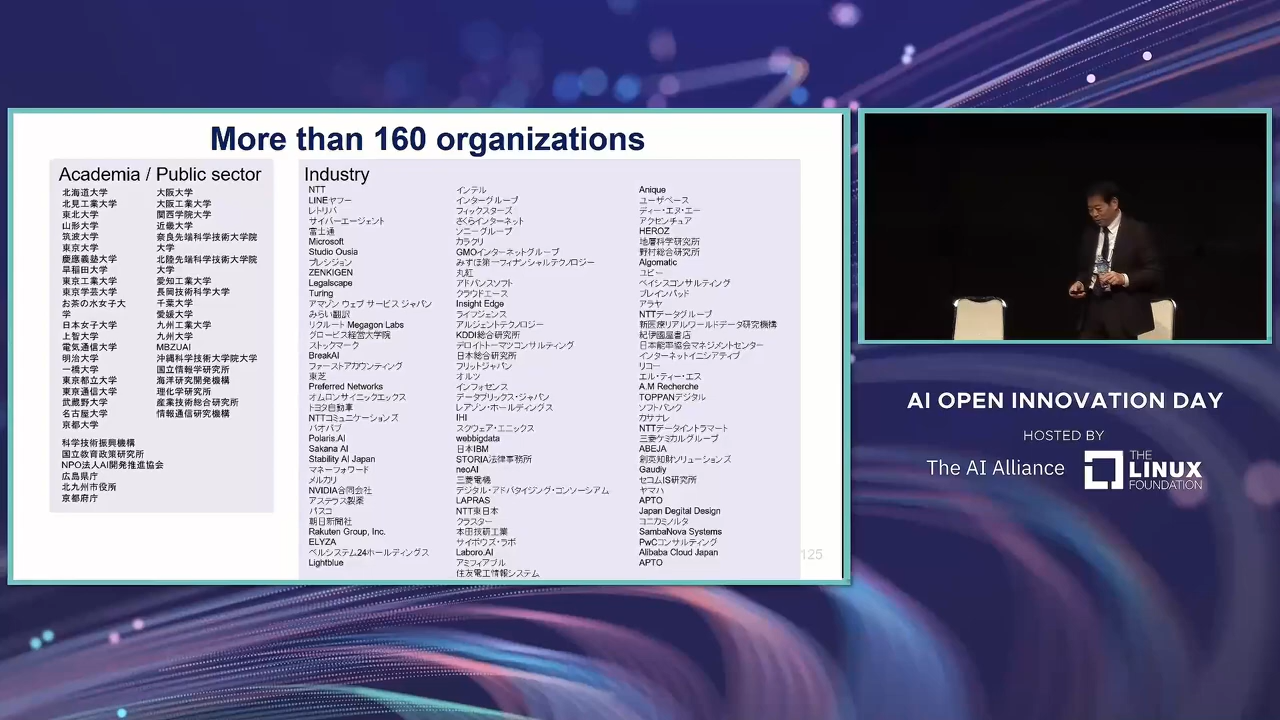 More than 160 organizations
Academia / Public sector
北海道大学
北見工業大学
東北大学
山形大学
筑波大学
東京大学
慶應義塾大学
早稲田大学
東京工業大学
東京学芸大学
お茶の水女子大
学
日本女子大学
上智大学
電気通信大学
明治大学
一橋大学
東京都立大学
東京通信大学
武蔵野大学
名古屋大学
京都大学
大阪大学
大阪工業大学
関西学院大学
近畿大学
奈良先端科学技術大学院
大学
北陸先端科学技術大学院
大学
愛知工業大学
長岡技術科学大学
千葉大学
愛媛大学
九州工業大学
九州大学
MBZUAI
沖縄科学技術大学院大学
国立情報学研究所
海洋研究開発機構
理化学研究所
産業技術総合研究所
情報通信研究機構
科学技術振興機構
国立教育政策研究所
NPO法人AI開発推進協会
広島県庁
北九州市役所
京都府庁
Industry
NTT
LINEヤフー
レトリバ
サイバーエージェント
富士通
Microsoft
Studio Ousia
プレシジョン
ZENKIGEN
Legalscape
Turing
アマゾン ウェブ サービス ジャパン
みらい翻訳
リクルート Megagon Labs
グロービス経営大学院
ストックマーク
BreakAI
ファーストアカウンティング
東芝
Preferred Networks
オムロンサイニックエックス
トヨタ自動車
NTTコミュニケーションズ
バオバブ
Polaris.AI
Sakana AI
Stability AI Japan
マネーフォワード
メルカリ
NVIDIA合同会社
アステラス製薬
パスコ
朝日新聞社
Rakuten Group, Inc.
ELYZA
ベルシステム24ホールディングス
Lightblue
インテル
インターグループ
フィックスターズ
さくらインターネット
ソニーグループ
カラクリ
GMOインターネットグループ
みずほ第一フィナンシャルテクノロジー
丸紅
アドバンスソフト
クラウドエース
Insight Edge
ライフジェンス
アルジェントテクノロジー
KDDI総合研究所
デロイトトーマツコンサルティング
日本総合研究所
フリットジャパン
オルツ
インフォセンス
データブリックス・ジャパン
レアゾン・ホールディングス
IHI
スクウェア・エニックス
webbigdata
日本IBM
STORIA法律事務所
neoAI
三菱電機
デジタル・アドバタイジング・コンソーシアム
LAPRAS
NTT東日本
クラスター
本田技研工業
サイボウズ・ラボ
Laboro.AI
アミフィアブル
住友電工情報システム
Anique
ユーザベース
ディー・エヌ・エー
アクセンチュア
HEROZ
地層科学研究所
野村総合研究所
Algomatic
ユビー
ベイシスコンサルティング
ブレインパッド
アラヤ
NTTデータグループ
新医療リアルワールドデータ研究機構
紀伊國屋書店
日本能率協会マネジメントセンター
インターネットイニシアティブ
リコー
エル・ティー・エス
A.M Recherche
TOPPANデジタル
ソフトバンク
カサナレ
NTTデータイントラマート
三菱ケミカルグループ
ABEJA
創英知財ソリューションズ
Gaudiy
セコムIS研究所
ヤマハ
APTO
Japan Degital Design
コニカミノルタ
SambaNova Systems
PwCコンサルティング
Alibaba Cloud Japan
APTO
125
AI OPEN INNOVATION DAY
HOSTED BY
The AI Alliance
THE
LINUX
FOUNDATION